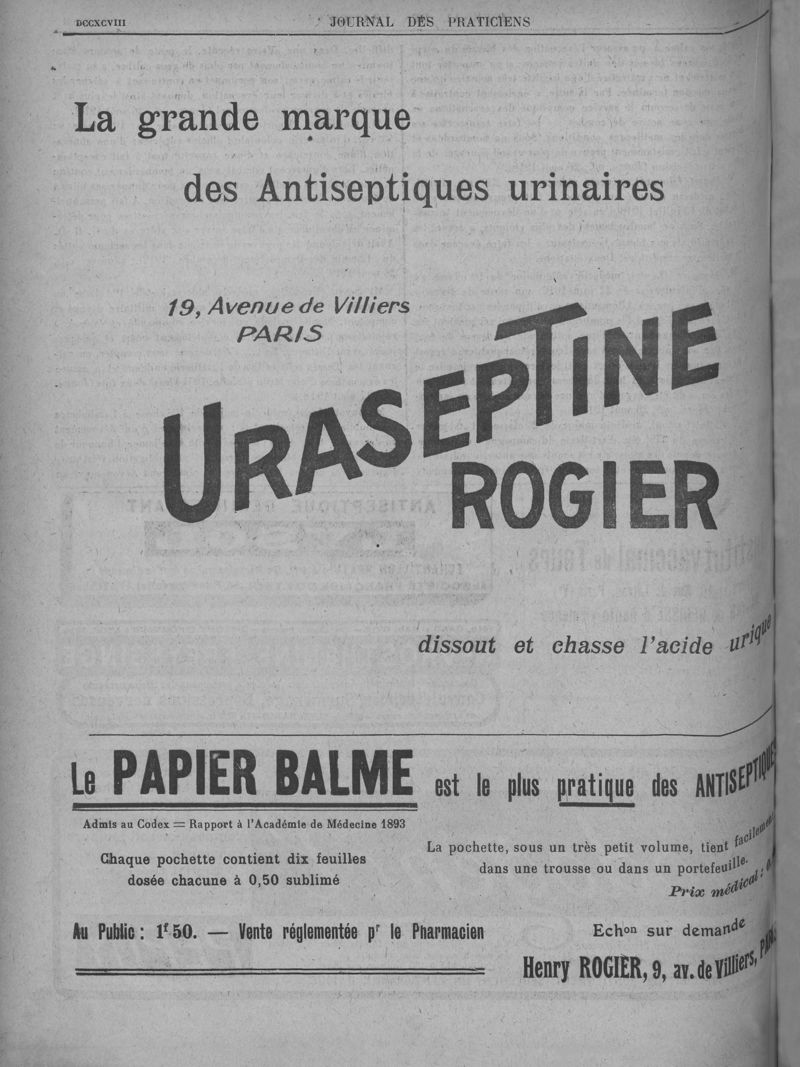 DCCXCVIII
JOURNAL DES PRATICIENS
La grande marque
des Antiseptiques urinaires
19, Avenue de Villiers
PARIS
URASEPTINE
ROGIER
dissout et chasse l'acide urique
Le PAPIER BALME est le plus pratique des ANTISEPTIQUES
Admis au Codex = Rapport à l'Académie de Médecine 1893
Chaque pochette contient dix feuilles
dosée chacune à 0,50 sublimé
La pochette, sous un très petit volume, tient facilement
dans une trousse ou dans un portefeuille.
Prix médical:
Au Public : 1f 50. — Vente réglementée pr le Pharmacien
Echon sur demande
Henry ROGIER, 9, av. de Villiers, PARIS